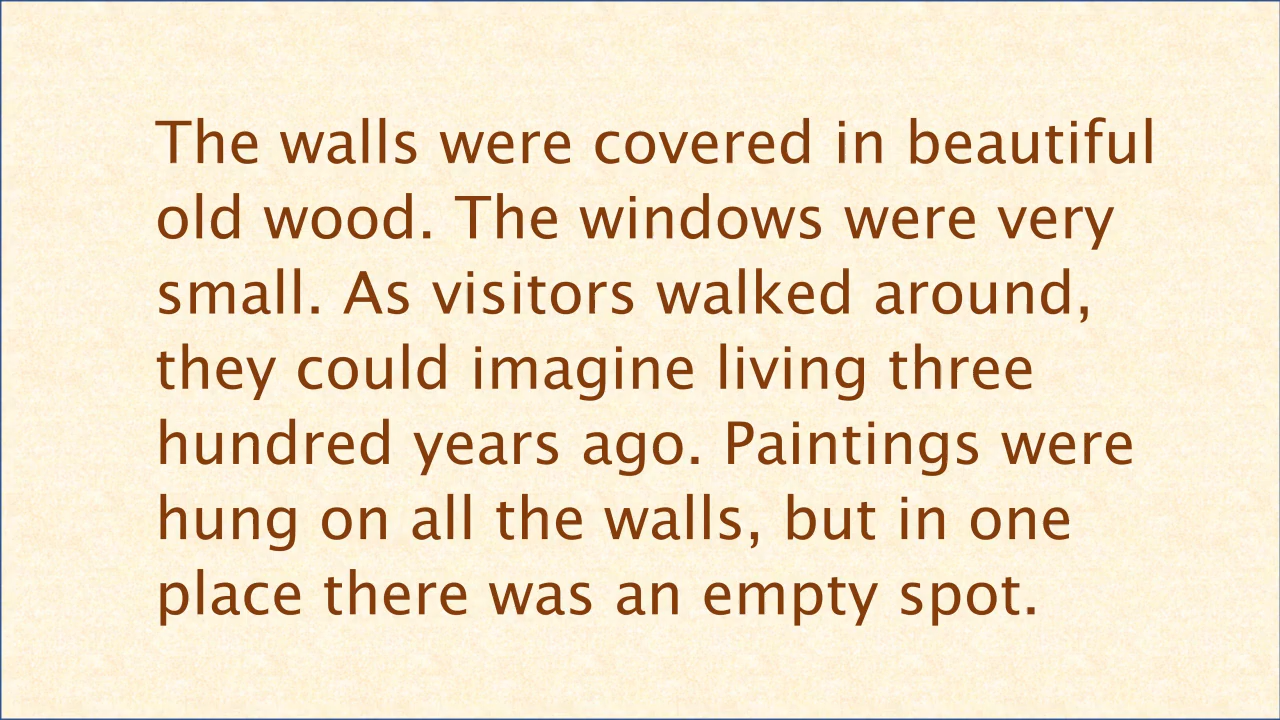 The walls were covered in beautiful
old wood. The windows were very
small. As visitors walked around,
they could imagine living three
hundred years ago. Paintings were
hung on all the walls, but in one
place there was an empty spot.